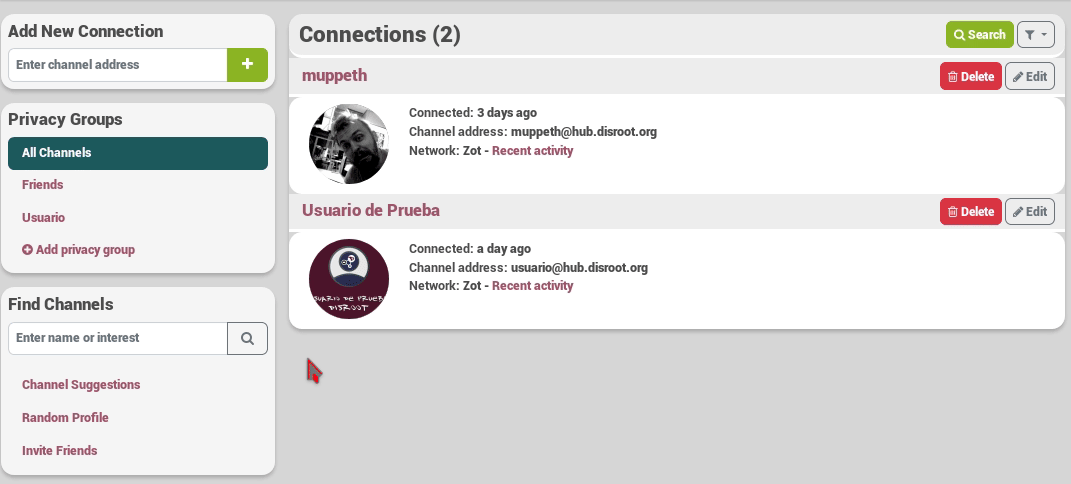 Add New Connection
Enter channel address
Privacy Groups
All Channels
Friends
Usuario
Add privacy group
Find Channels
Enter name or interest
Channel Suggestions
Random Profile
Invite Friends
Connections (2)
Search
muppeth
Delete
Edit
Connected: 3 days ago
Channel address: muppeth@hub.disroot.org
Network: Zot - Recent activity
Usuario de Prueba
Delete
Edit
Connected: a day ago
Channel address: usuario@hub.disroot.org
Network: Zot - Recent activity
DE
DISROOT